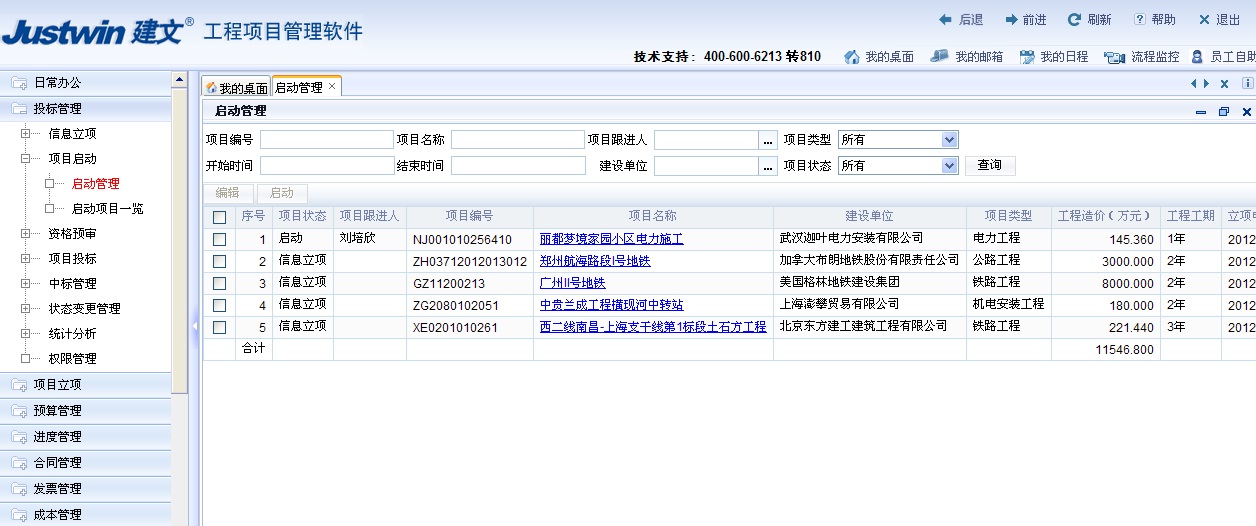 Justwin 建文® 工程项目管理软件
后退 前进 刷新 帮助 退出
技术支持：400-600-6213 转810 我的桌面 我的邮箱 我的日程 流程监控 员工自助
日常办公
投标管理
信息立项
项目启动
启动管理
启动项目一览
资格预审
项目投标
中标管理
状态变更管理
统计分析
权限管理
项目立项
预算管理
进度管理
合同管理
发票管理
成本管理
我的桌面 启动管理 ×
启动管理
项目编号 项目名称 项目跟进人 ... 项目类型 所有
开始时间 结束时间 建设单位 ... 项目状态 所有 查询
编辑 启动
序号 项目状态 项目跟进人 项目编号 项目名称 建设单位 项目类型 工程造价（万元） 工程工期 立项
1 启动 刘培欣 NJ001010256410 丽都梦境家园小区电力施工 武汉迦叶电力安装有限公司 电力工程 145.360 1年 2012
2 信息立项 ZH03712012013012 郑州航海路段I号地铁 加拿大布朗地铁股份有限责任公司 公路工程 3000.000 2年 2012
3 信息立项 GZ11200213 广州II号地铁 美国格林地铁建设集团 铁路工程 8000.000 2年 2012
4 信息立项 ZG2080102051 中贵兰成工程横现河中转站 上海澎攀贸易有限公司 机电安装工程 180.000 2年 2012
5 信息立项 XE0201010261 西二线南昌-上海支干线第1标段土石方工程 北京东方建工建筑工程有限公司 铁路工程 221.440 3年 2012
合计 11546.800